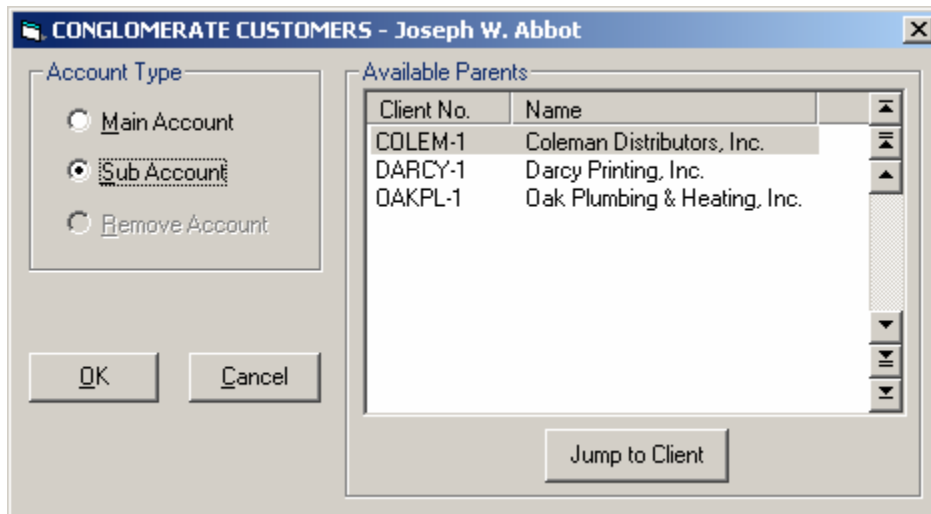 CONGLOMERATE CUSTOMERS - Joseph W. Abbot
Account Type
Main Account
Sub Account
Remove Account
OK
Cancel
Available Parents
Client No. Name
COLEM-1 Coleman Distributors, Inc.
DARCY-1 Darcy Printing, Inc.
OAKPL-1 Oak Plumbing & Heating, Inc.
Jump to Client